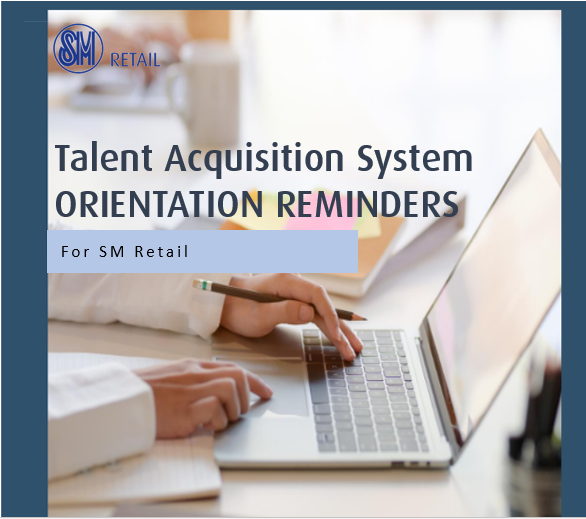 SM RETAIL
Talent Acquisition System
ORIENTATION REMINDERS
For SM Retail